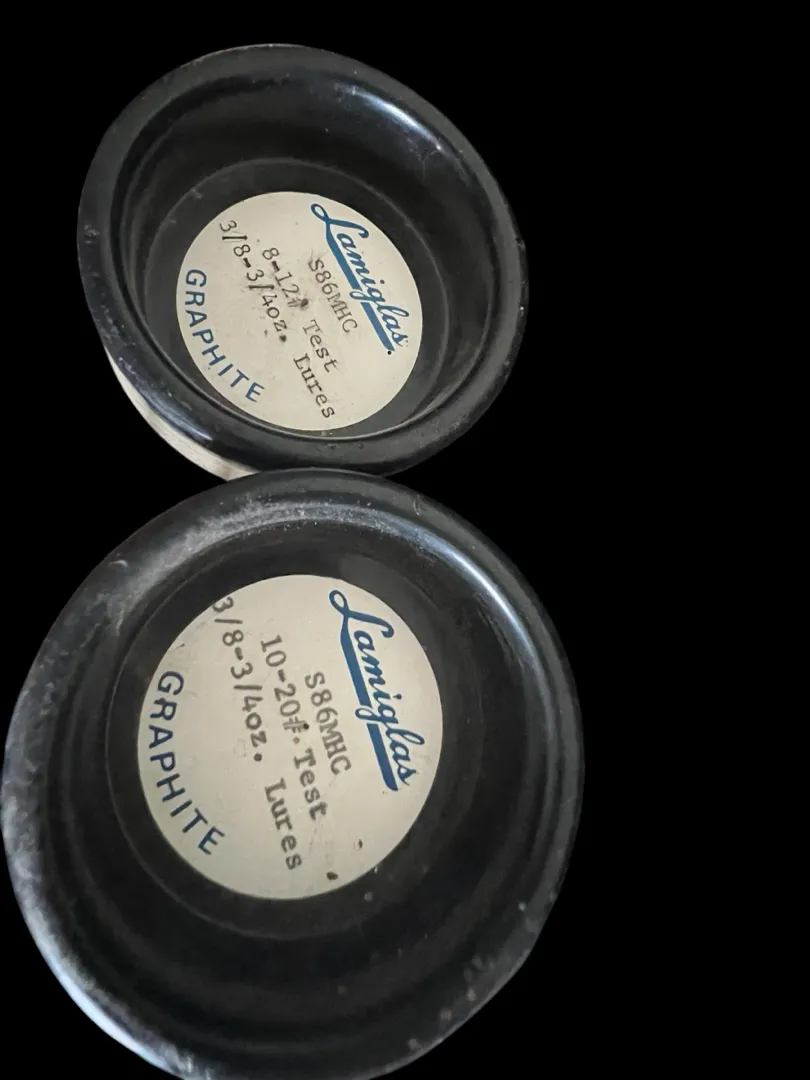 Lamiglas
S86MHC
8-12# Test
3/8-3/4oz. Lures
GRAPHITE
Lamiglas
S86MHC
10-20#. Test
3/8-3/4oz. Lures
GRAPHITE